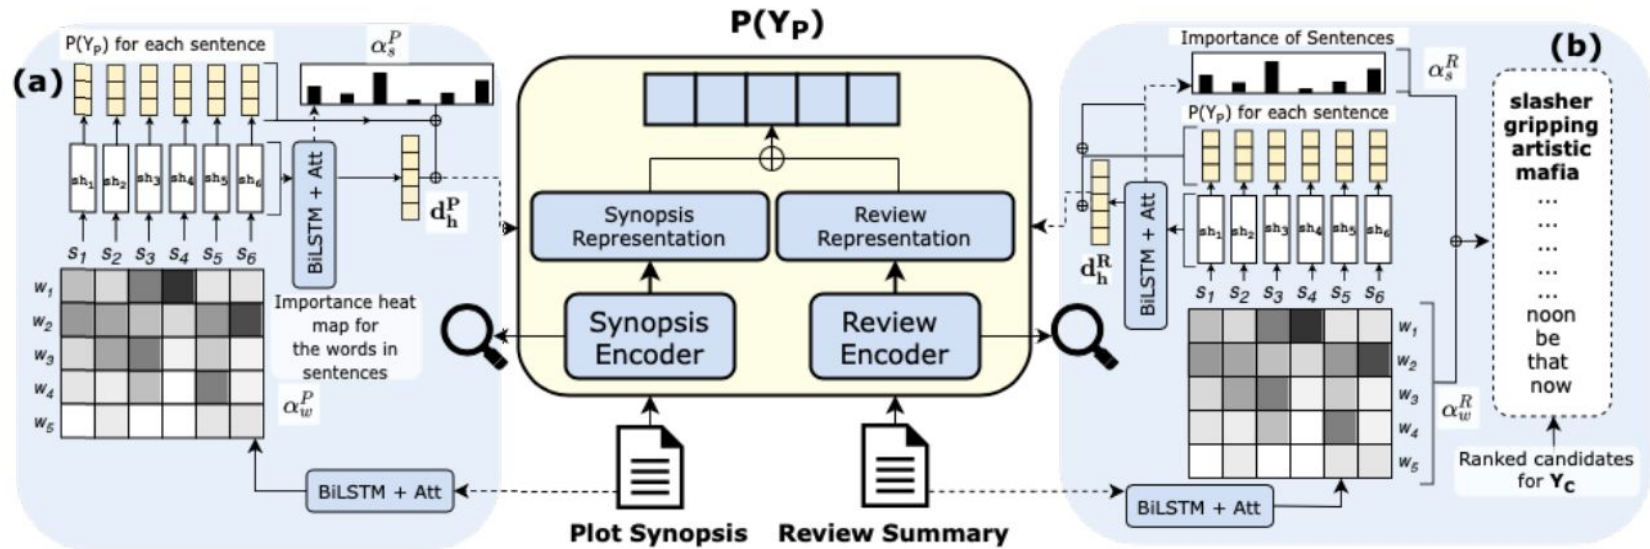 P(Y_P)
(a)
P(Y_P) for each sentence
α_s^P
sh₁ sh₂ sh₃ sh₄ sh₅ sh₆
BiLSTM + Att
d_h^P
s₁ s₂ s₃ s₄ s₅ s₆
w₁
w₂
w₃
w₄
w₅
Importance heat
map for
the words in
sentences
α_w^P
BiLSTM + Att
Synopsis
Representation
Review
Representation
Synopsis
Encoder
Review
Encoder
Plot Synopsis
Review Summary
(b)
Importance of Sentences
α_s^R
P(Y_P) for each sentence
sh₁ sh₂ sh₃ sh₄ sh₅ sh₆
BiLSTM + Att
d_h^R
s₁ s₂ s₃ s₄ s₅ s₆
w₁
w₂
w₃
w₄
w₅
α_w^R
BiLSTM + Att
slasher
gripping
artistic
mafia
...
...
...
...
noon
be
that
now
Ranked candidates
for Y_C